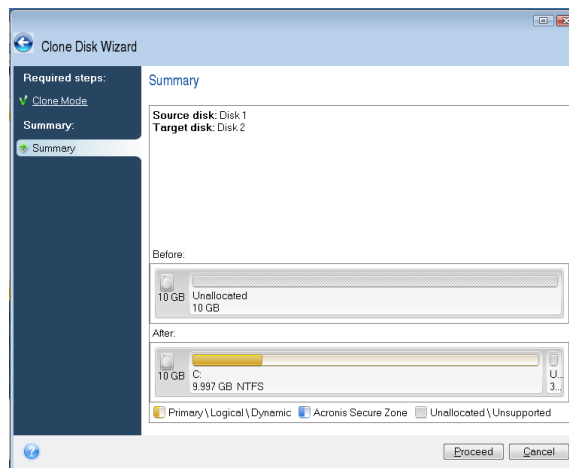 Clone Disk Wizard
Required steps:
Clone Mode
Summary:
Summary
Summary
Source disk: Disk 1
Target disk: Disk 2
Before:
10 GB
Unallocated
10 GB
After:
10 GB
C:
9.997 GB NTFS
U...
3...
Primary \ Logical \ Dynamic
Acronis Secure Zone
Unallocated \ Unsupported
Proceed
Cancel